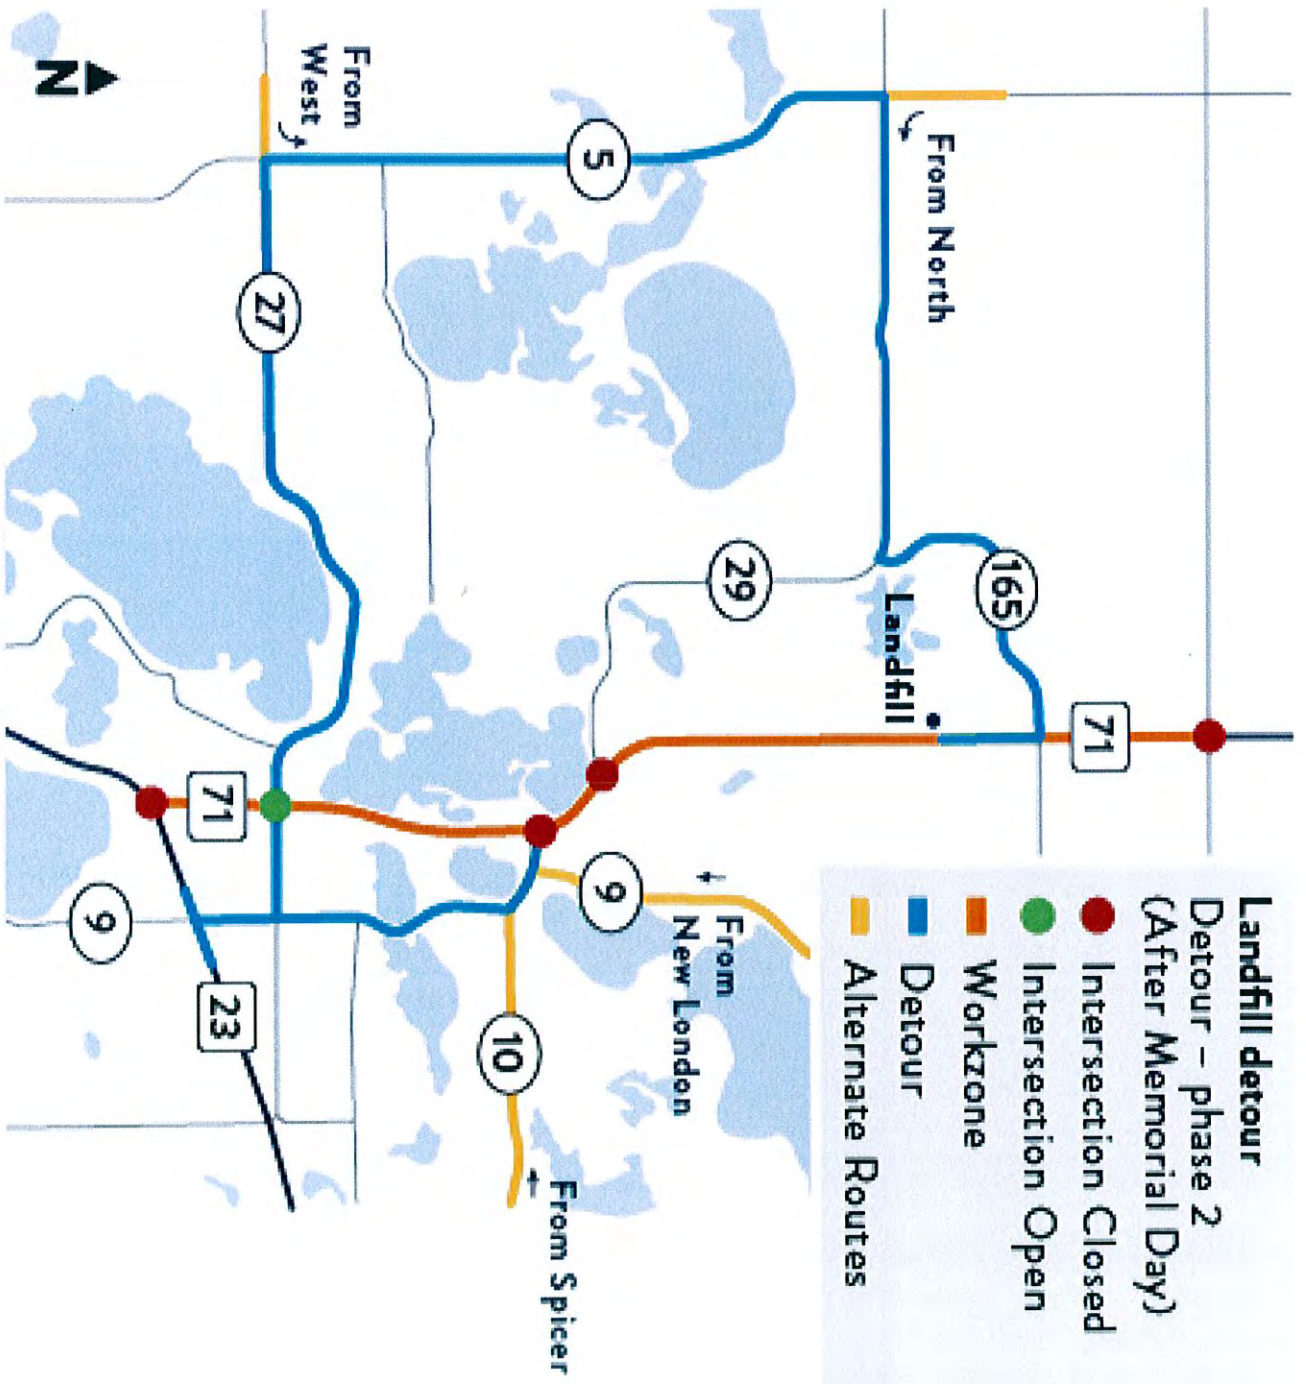 Landfill detour
Detour – phase 2
(After Memorial Day)
Intersection Closed
Intersection Open
Workzone
Detour
Alternate Routes
71
165
From North
Landfill
29
5
From
New London
9
From Spicer
10
From
West
27
71
23
9
N